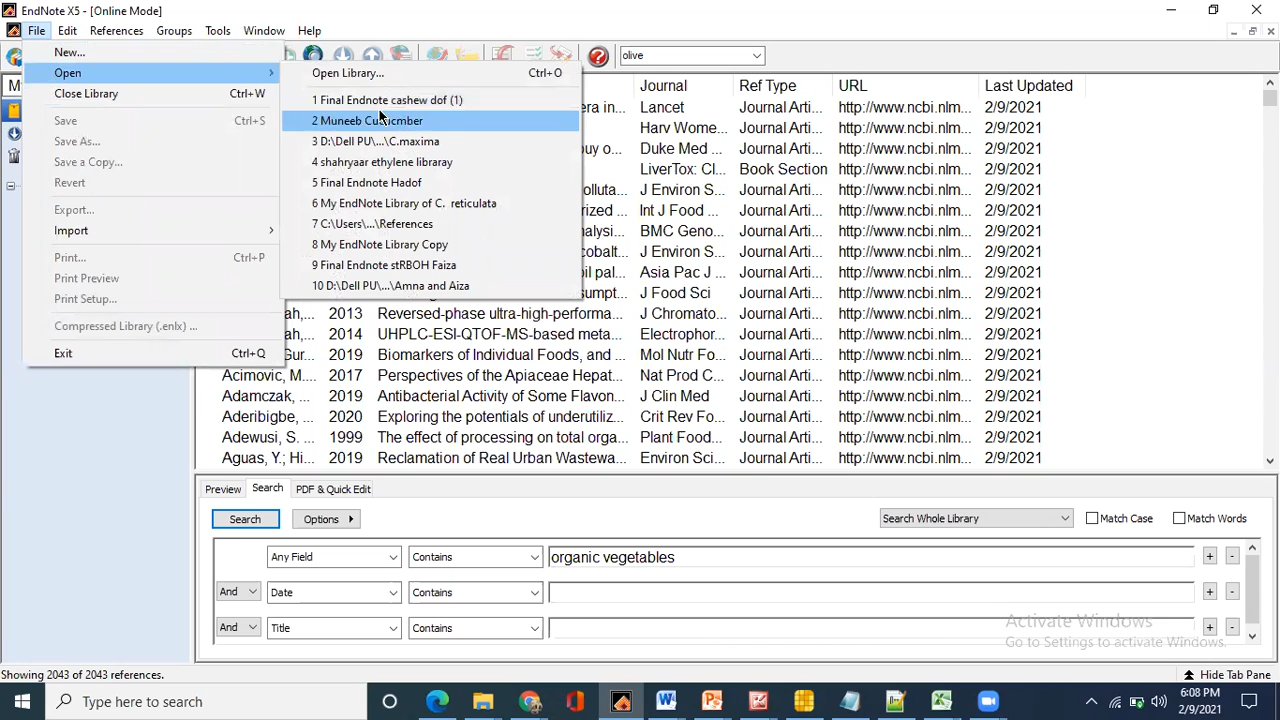 EndNote X5 - [Online Mode]
File Edit References Groups Tools Window Help
New...
Open
Close Library Ctrl+W
Save Ctrl+S
Save As...
Save a Copy...
Revert
Export...
Import
Print... Ctrl+P
Print Preview
Print Setup...
Compressed Library (.enlx) ...
Exit Ctrl+Q
Open Library... Ctrl+O
1 Final Endnote cashew dof (1)
2 Muneeb
3 D:\Dell PU\...\C.maxima
4 shahryaar ethylene libraray
5 Final Endnote Hadof
6 My EndNote Library of C. reticulata
7 C:\Users\...\References
8 My EndNote Library Copy
9 Final Endnote stRBOH Faiza
10 D:\Dell PU\...\Amna and Aiza
olive
Journal Ref Type URL Last Updated
era in Lancet Journal Arti... http://www.ncbi.nlm... 2/9/2021
Harv Wome... Journal Arti... http://www.ncbi.nlm... 2/9/2021
buy o... Journal Arti... http://www.ncbi.nlm... 2/9/2021
LiverTox: C... Book Section http://www.ncbi.nlm... 2/9/2021
olluta... J Environ S... Journal Arti... http://www.ncbi.nlm... 2/9/2021
rized ... Int J Food ... Journal Arti... http://www.ncbi.nlm... 2/9/2021
nalysi... BMC Geno... Journal Arti... http://www.ncbi.nlm... 2/9/2021
cobalt... J Environ S... Journal Arti... http://www.ncbi.nlm... 2/9/2021
oil pal... Asia Pac J ... Journal Arti... http://www.ncbi.nlm... 2/9/2021
sumpt... J Food Sci Journal Arti... http://www.ncbi.nlm... 2/9/2021
ah,... 2013 Reversed-phase ultra-high-performa... J Chromato... Journal Arti... http://www.ncbi.nlm... 2/9/2021
ah,... 2014 UHPLC-ESI-QTOF-MS-based meta... Electrophor... Journal Arti... http://www.ncbi.nlm... 2/9/2021
Gur... 2019 Biomarkers of Individual Foods, and ... Mol Nutr Fo... Journal Arti... http://www.ncbi.nlm... 2/9/2021
Acimovic, M.... 2017 Perspectives of the Apiaceae Hepat... Nat Prod C... Journal Arti... http://www.ncbi.nlm... 2/9/2021
Adamczak, ... 2019 Antibacterial Activity of Some Flavon... J Clin Med Journal Arti... http://www.ncbi.nlm... 2/9/2021
Aderibigbe, ... 2020 Exploring the potentials of underutiliz... Crit Rev Fo... Journal Arti... http://www.ncbi.nlm... 2/9/2021
Adewusi, S. ... 1999 The effect of processing on total orga... Plant Food... Journal Arti... http://www.ncbi.nlm... 2/9/2021
Aguas, Y.; Hi... 2019 Reclamation of Real Urban Wastewa... Environ Sci... Journal Arti... http://www.ncbi.nlm... 2/9/2021
Preview Search PDF & Quick Edit
Search Options Search Whole Library Match Case Match Words
Any Field Contains organic vegetables + -
And Date Contains + -
And Title Contains + -
Activate Windows
Go to Settings to activate Windows.
Showing 2043 of 2043 references. Hide Tab Pane
Type here to search
6:08 PM
2/9/2021